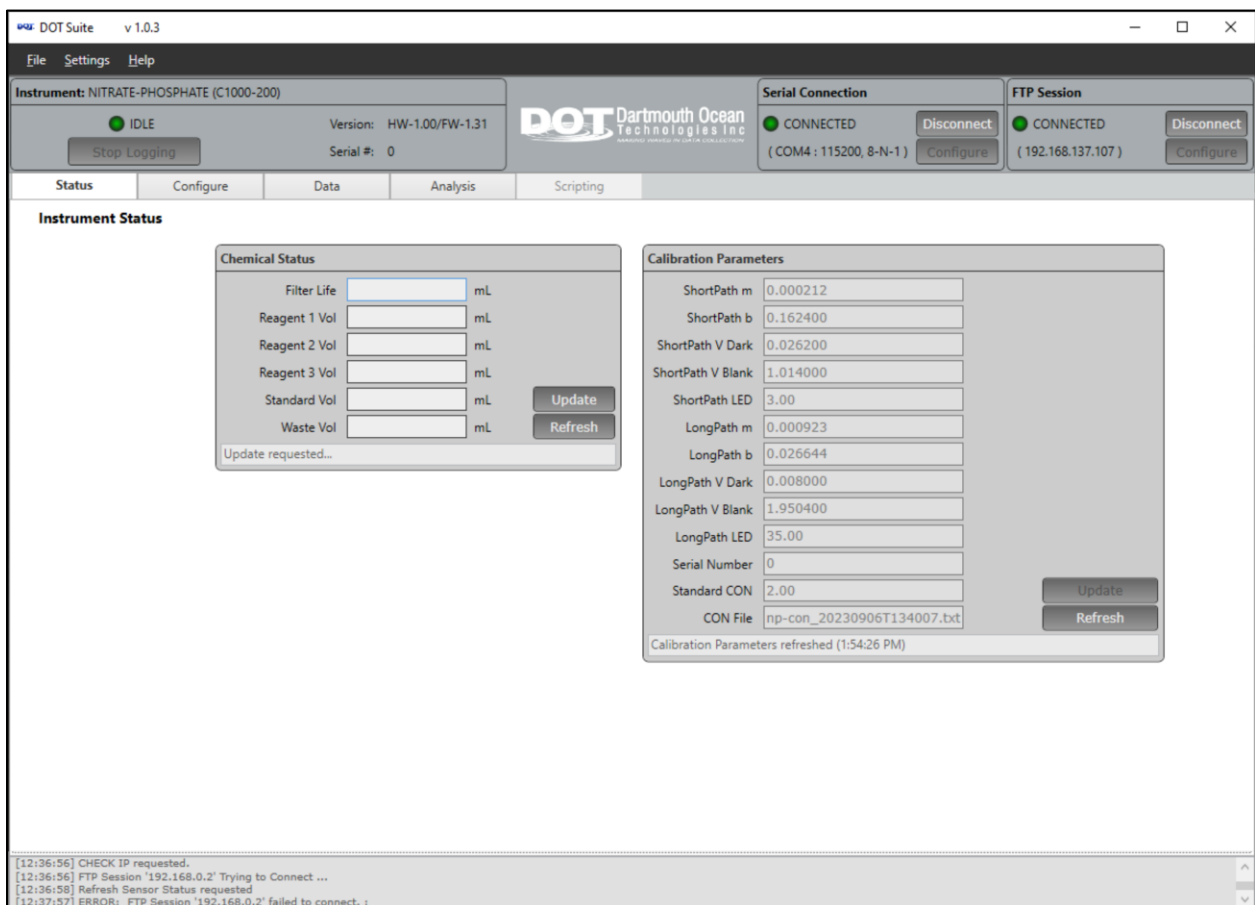 DOT Suite v 1.0.3
File Settings Help
Instrument: NITRATE-PHOSPHATE (C1000-200)
IDLE
Version: HW-1.00/FW-1.31
Stop Logging
Serial #: 0
DOT Dartmouth Ocean
Technologies Inc
Serial Connection
CONNECTED Disconnect
( COM4 : 115200, 8-N-1 ) Configure
FTP Session
CONNECTED Disconnect
( 192.168.137.107 ) Configure
Status Configure Data Analysis Scripting
Instrument Status
Chemical Status
Filter Life mL
Reagent 1 Vol mL
Reagent 2 Vol mL
Reagent 3 Vol mL
Standard Vol mL Update
Waste Vol mL Refresh
Update requested...
Calibration Parameters
ShortPath m 0.000212
ShortPath b 0.162400
ShortPath V Dark 0.026200
ShortPath V Blank 1.014000
ShortPath LED 3.00
LongPath m 0.000923
LongPath b 0.026644
LongPath V Dark 0.008000
LongPath V Blank 1.950400
LongPath LED 35.00
Serial Number 0
Standard CON 2.00 Update
CON File np-con_20230906T134007.txt Refresh
Calibration Parameters refreshed (1:54:26 PM)
[12:36:56] CHECK IP requested.
[12:36:56] FTP Session '192.168.0.2' Trying to Connect ...
[12:36:58] Refresh Sensor Status requested
[12:37:57] ERROR: FTP Session '192.168.0.2' failed to connect. :